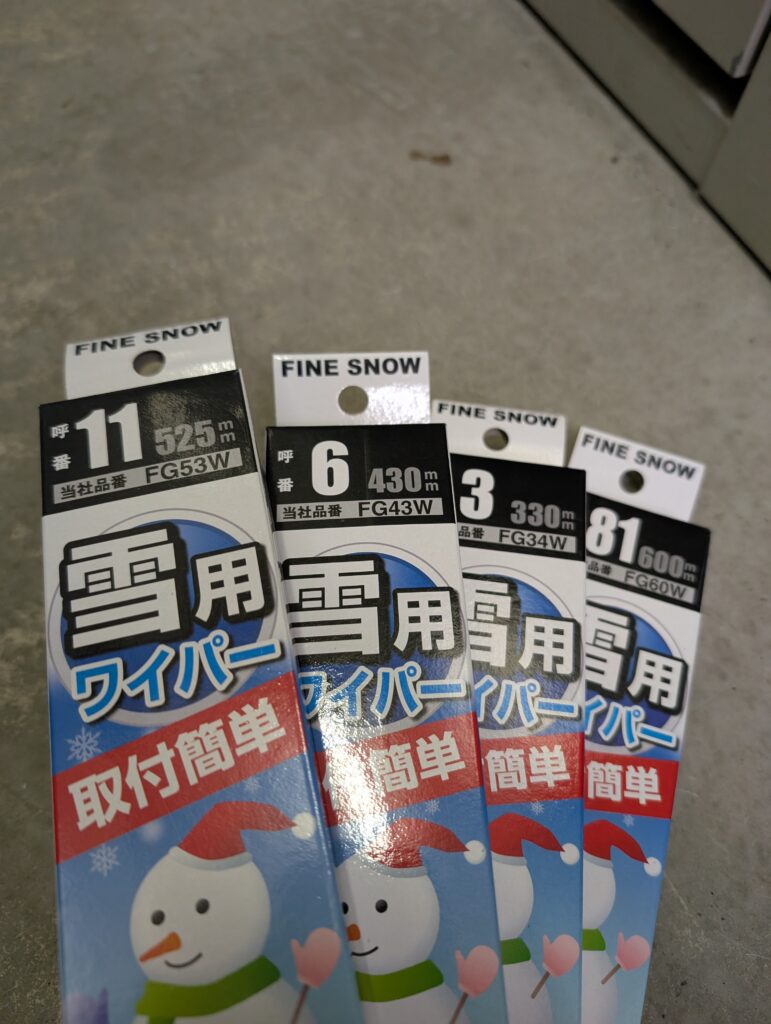 FINE SNOW
呼番 11 525mm
当社品番 FG53W
雪用
ワイパー
取付簡単
FINE SNOW
呼番 6 430mm
当社品番 FG43W
雪用
ワイパー
付簡単
FINE SNOW
3 330mm
番 FG34W
雪用
イパー
簡単
FINE SNOW
81 600mm
品番 FG60W
雪用
イパー
簡単